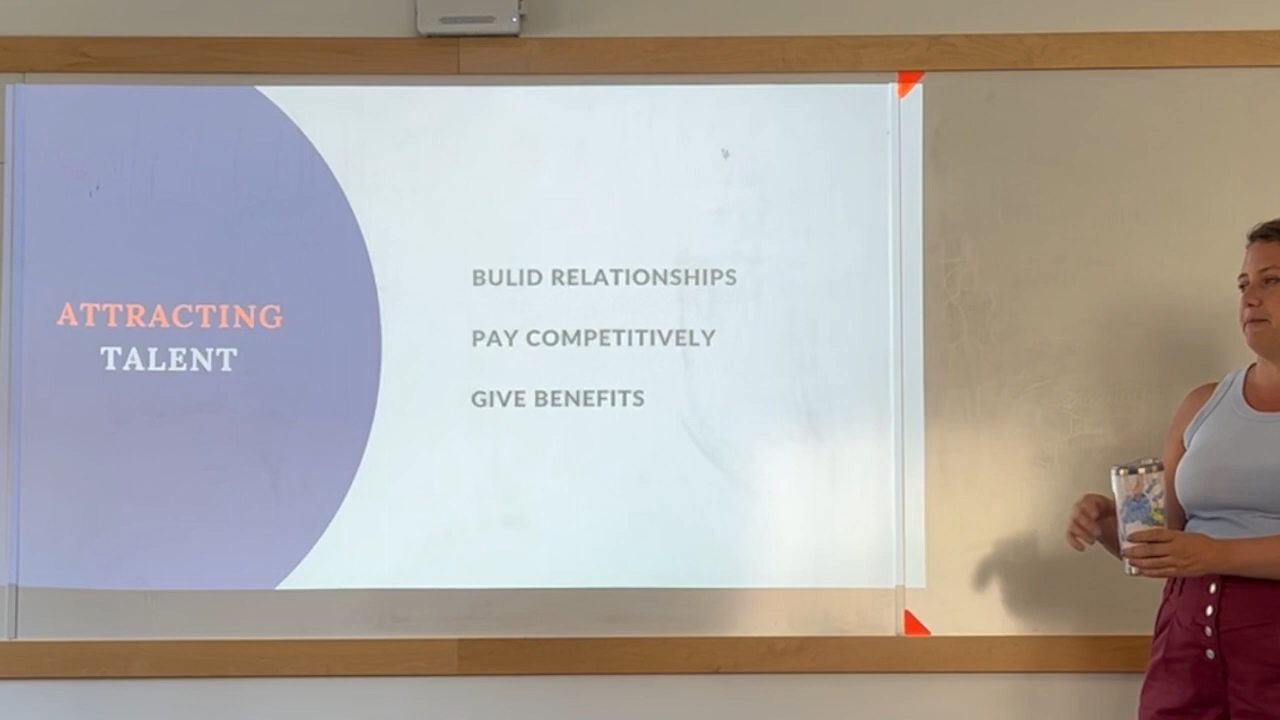 ATTRACTING
TALENT
BULID RELATIONSHIPS
PAY COMPETITIVELY
GIVE BENEFITS